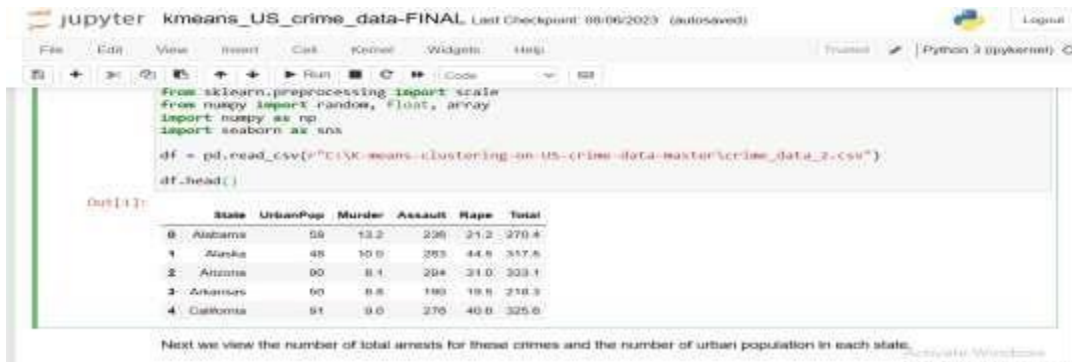 jupyter kmeans_US_crime_data-FINAL Last Checkpoint: 08/06/2023 (autosaved)
Logout
File Edit View Insert Cell Kernel Widgets Help
Trusted Python 3 (ipykernel)
Run Code
from sklearn.preprocessing import scale
from numpy import random, float, array
import numpy as np
import seaborn as sns
df = pd.read_csv(r"C:\K-means-clustering-on-US-crime-data-master\crime_data_2.csv")
df.head()
Out[1]:
State UrbanPop Murder Assault Rape Total
0 Alabama 58 13.2 236 21.2 270.4
1 Alaska 48 10.0 263 44.5 317.5
2 Arizona 80 8.1 294 31.0 333.1
3 Arkansas 50 8.8 190 19.5 218.3
4 California 91 9.0 276 40.6 325.6
Next we view the number of total arrests for these crimes and the number of urban population in each state.
Activate Windows